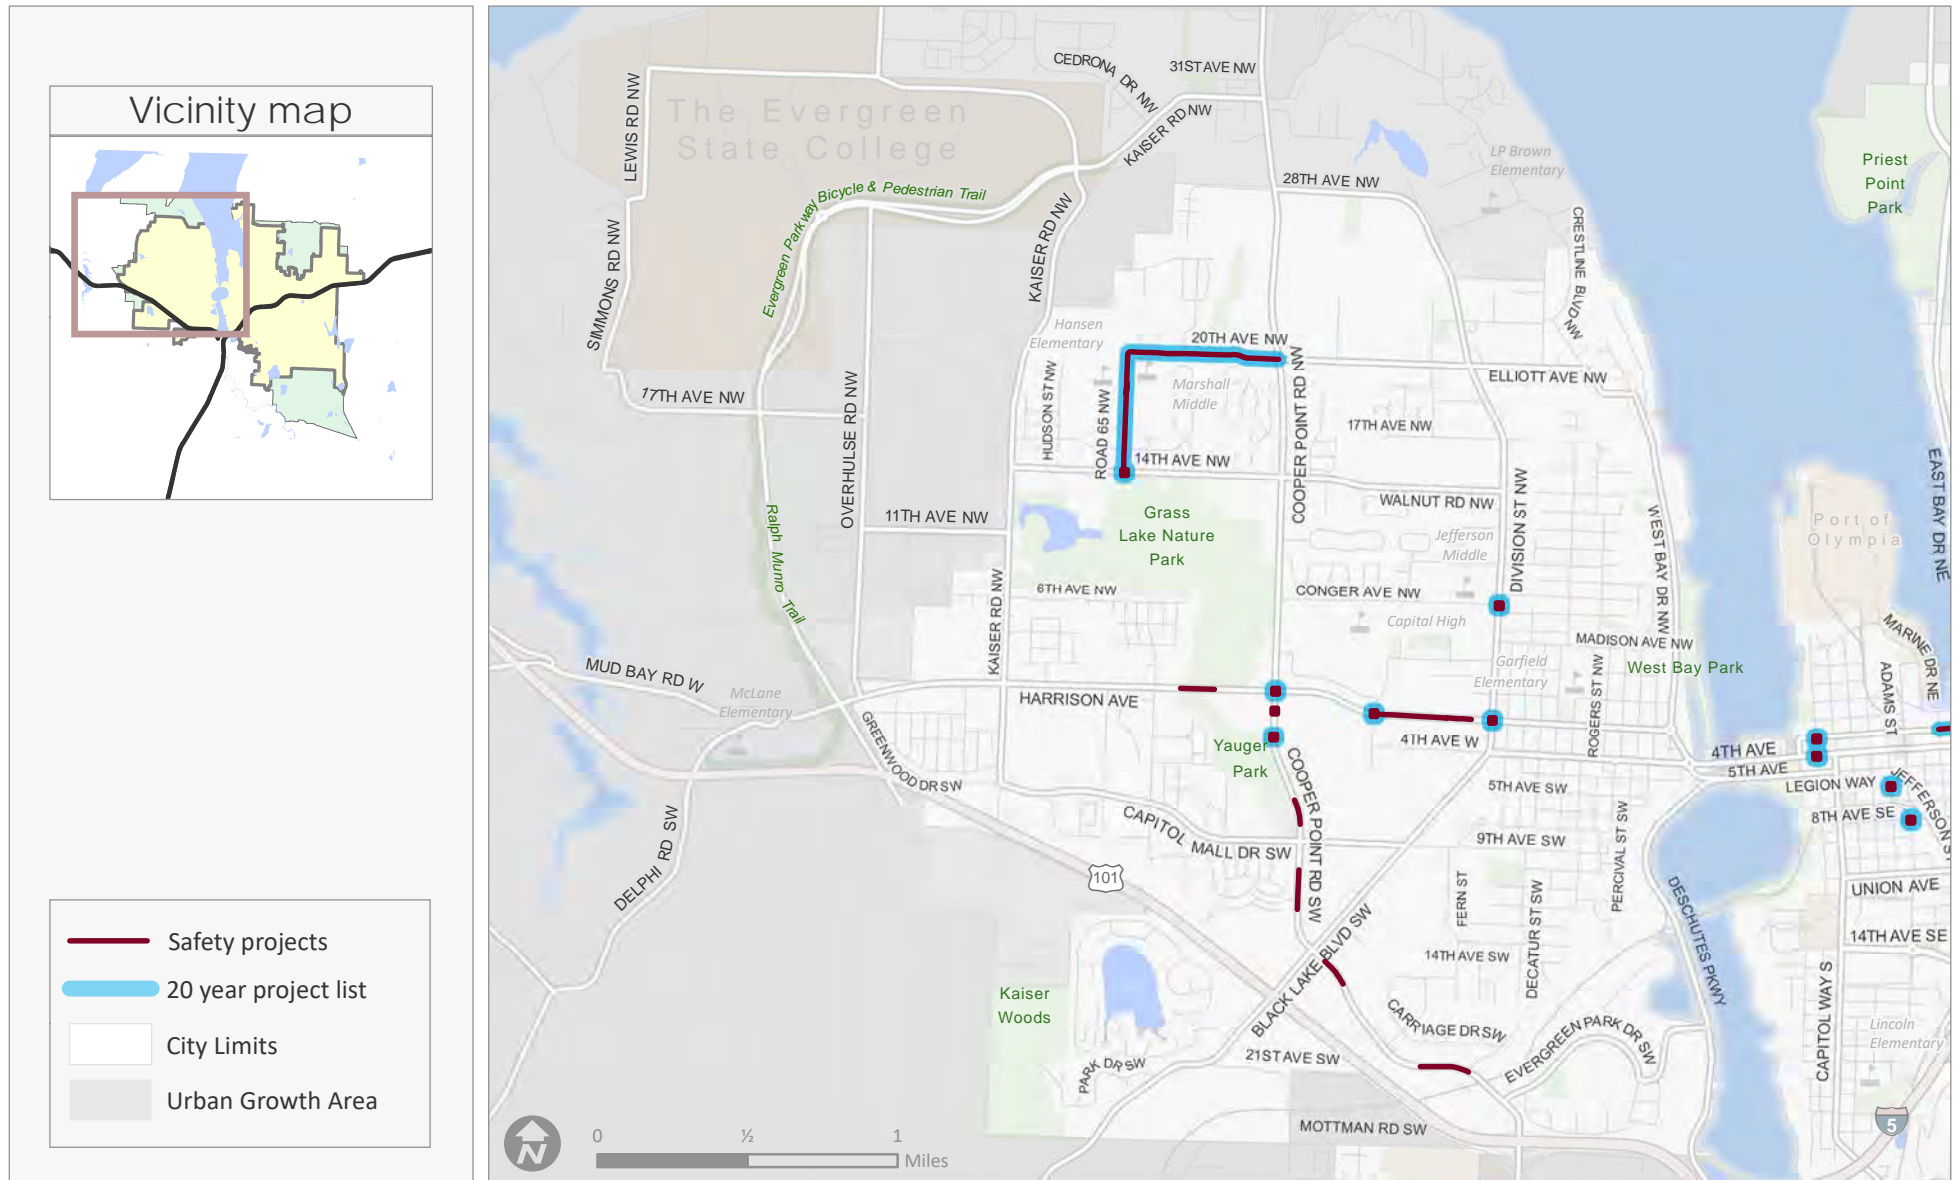 Vicinity map
Safety projects
20 year project list
City Limits
Urban Growth Area
The Evergreen
State College
LEWIS RD NW
CEDRONA DR NW
31ST AVE NW
KAISER RD NW
LP Brown
Elementary
Priest
Point
Park
28TH AVE NW
Evergreen Parkway Bicycle & Pedestrian Trail
KAISER RD NW
SIMMONS RD NW
CRESTLINE BLVD NW
Hansen
Elementary
20TH AVE NW
HUDSON ST NW
ROAD 65 NW
Marshall
Middle
COOPER POINT RD NW
ELLIOTT AVE NW
17TH AVE NW
OVERHULSE RD NW
17TH AVE NW
14TH AVE NW
WALNUT RD NW
DIVISION ST NW
EAST BAY DR NE
11TH AVE NW
Grass
Lake Nature
Park
Jefferson
Middle
WEST BAY DR NW
Port of
Olympia
Ralph Munro Trail
KAISER RD NW
6TH AVE NW
CONGER AVE NW
Capital High
MADISON AVE NW
MARINE DR NE
MUD BAY RD W
McLane
Elementary
HARRISON AVE
Garfield
Elementary
West Bay Park
ROGERS ST NW
ADAMS ST
GREENWOOD DR SW
Yauger
Park
4TH AVE W
4TH AVE
5TH AVE
LEGION WAY
JEFFERSON ST
5TH AVE SW
8TH AVE SE
COOPER POINT RD SW
CAPITOL
MALL DR SW
9TH AVE SW
PERCIVAL ST SW
DELPHI RD SW
101
FERN ST
DECATUR ST SW
DESCHUTES PKWY
UNION AVE
14TH AVE SE
14TH AVE SW
BLACK LAKE BLVD SW
Kaiser
Woods
CARRIAGE DR SW
EVERGREEN PARK DR SW
CAPITOL WAY S
Lincoln
Elementary
PARK DR SW
21ST AVE SW
MOTTMAN RD SW
5
N
0 ½ 1
Miles